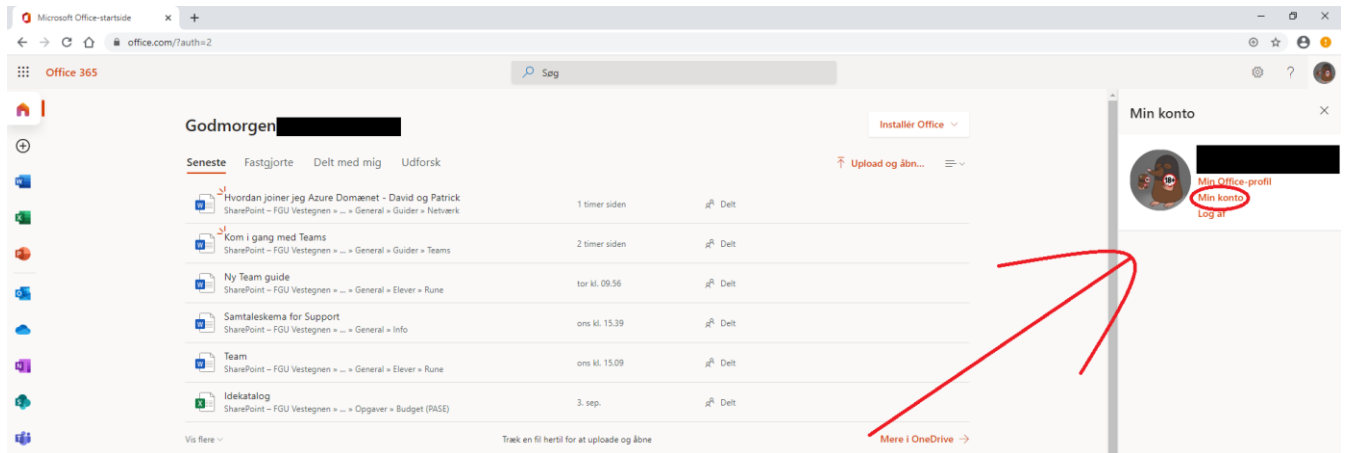 Microsoft Office-startside
office.com/?auth=2
Office 365
Søg
Godmorgen
Installér Office
Seneste Fastgjorte Delt med mig Udforsk
Upload og åbn...
Hvordan joiner jeg Azure Domænet - David og Patrick
SharePoint – FGU Vestegnen » ... » General » Guider » Netværk
1 timer siden
Delt
Kom i gang med Teams
SharePoint – FGU Vestegnen » ... » General » Guider » Teams
2 timer siden
Delt
Ny Team guide
SharePoint – FGU Vestegnen » ... » General » Elever » Rune
tor kl. 09.56
Delt
Samtaleskema for Support
SharePoint – FGU Vestegnen » ... » General » Info
ons kl. 15.39
Delt
Team
SharePoint – FGU Vestegnen » ... » General » Elever » Rune
ons kl. 15.09
Delt
Idekatalog
SharePoint – FGU Vestegnen » ... » Opgaver » Budget (PASE)
3. sep.
Delt
Vis flere
Træk en fil hertil for at uploade og åbne
Mere i OneDrive
Min konto
18+
Min Office-profil
Min konto
Log af